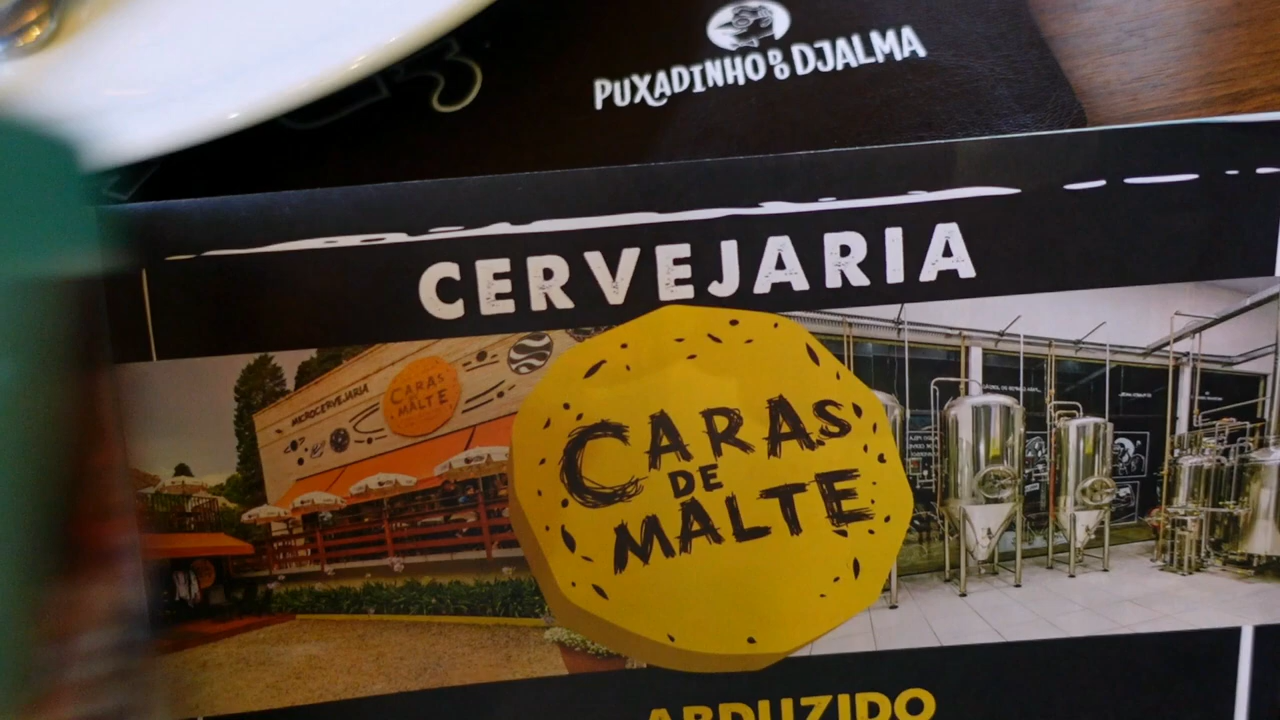 PUXADINHO DO DJALMA
CERVEJARIA
MICROCERVEJARIA
CARAS
DE
MALTE
CARAS
DE
MALTE
ABDUZIDO